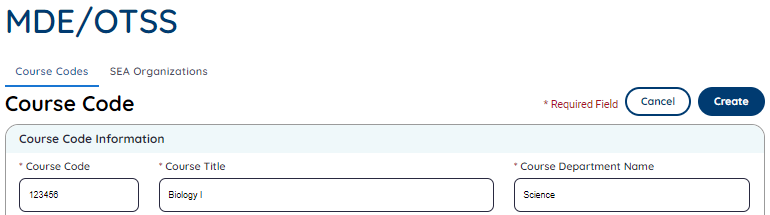 MDE/OTSS
Course Codes SEA Organizations
Course Code * Required Field Cancel Create
Course Code Information
* Course Code * Course Title * Course Department Name
123456 Biology I Science